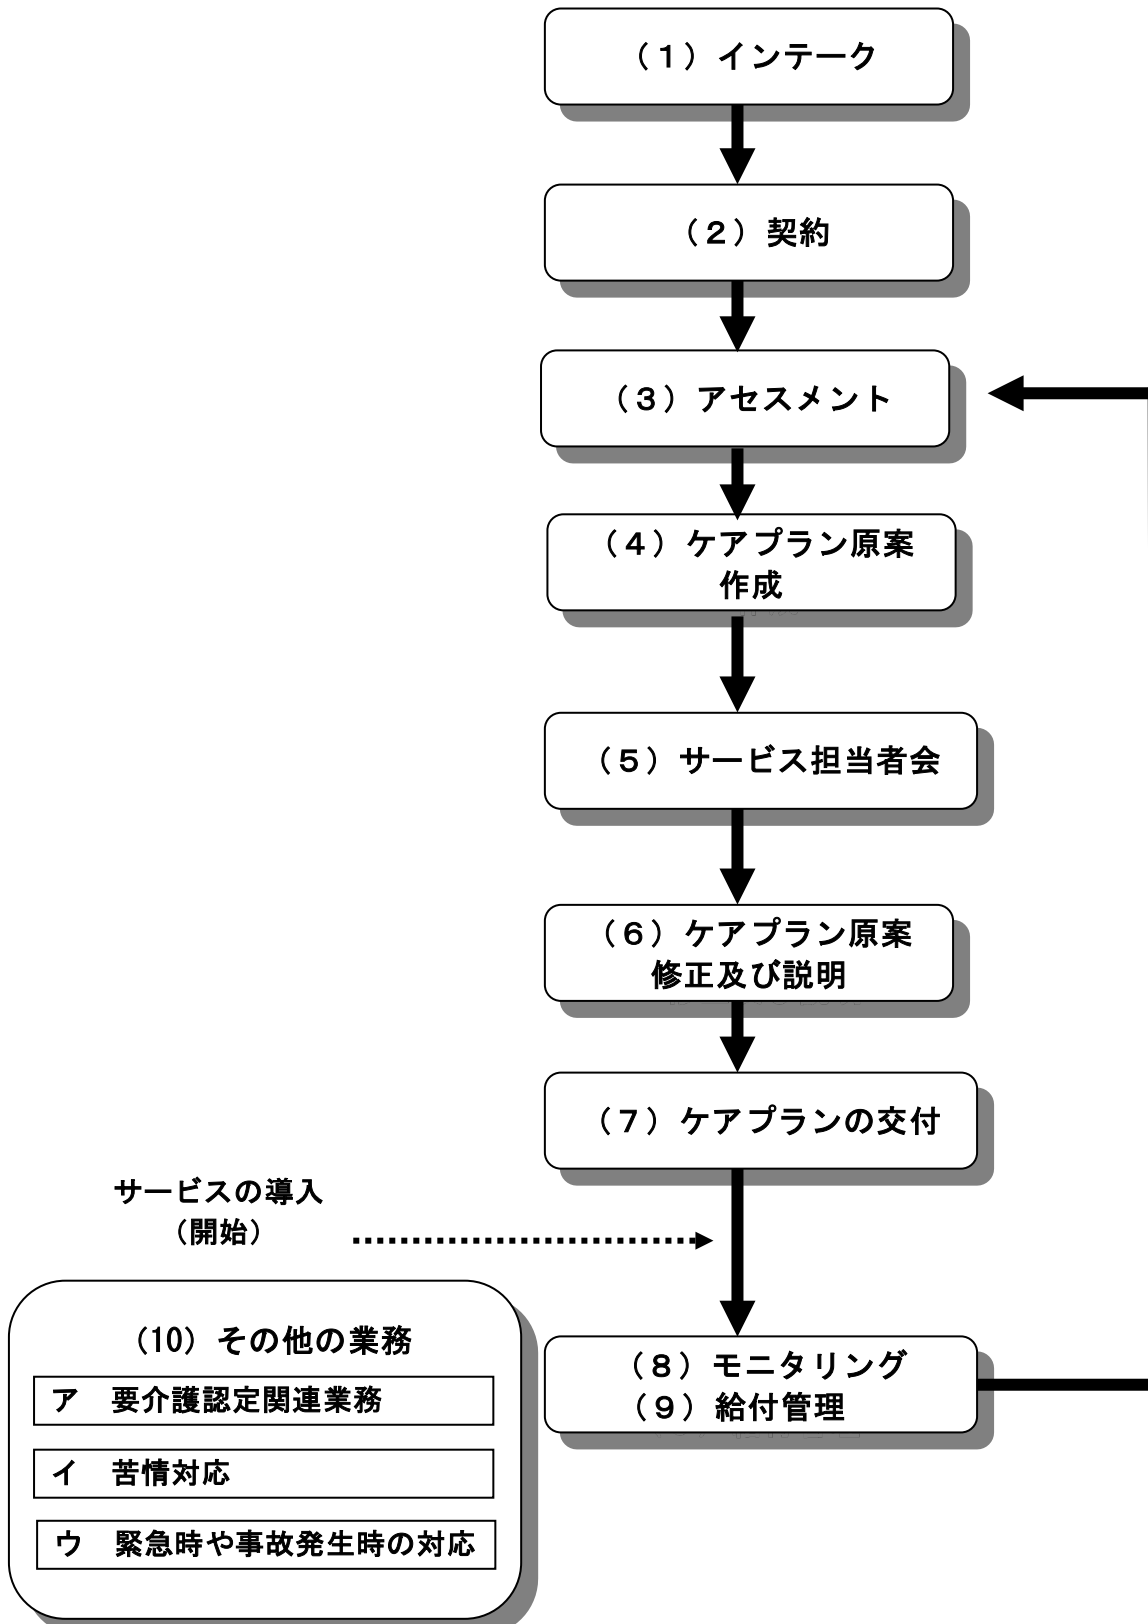 （１）インテーク
（２）契約
（３）アセスメント
（４）ケアプラン原案
作成
（５）サービス担当者会
（６）ケアプラン原案
修正及び説明
（７）ケアプランの交付
サービスの導入
（開始）
（８）モニタリング
（９）給付管理
（10）その他の業務
ア　要介護認定関連業務
イ　苦情対応
ウ　緊急時や事故発生時の対応